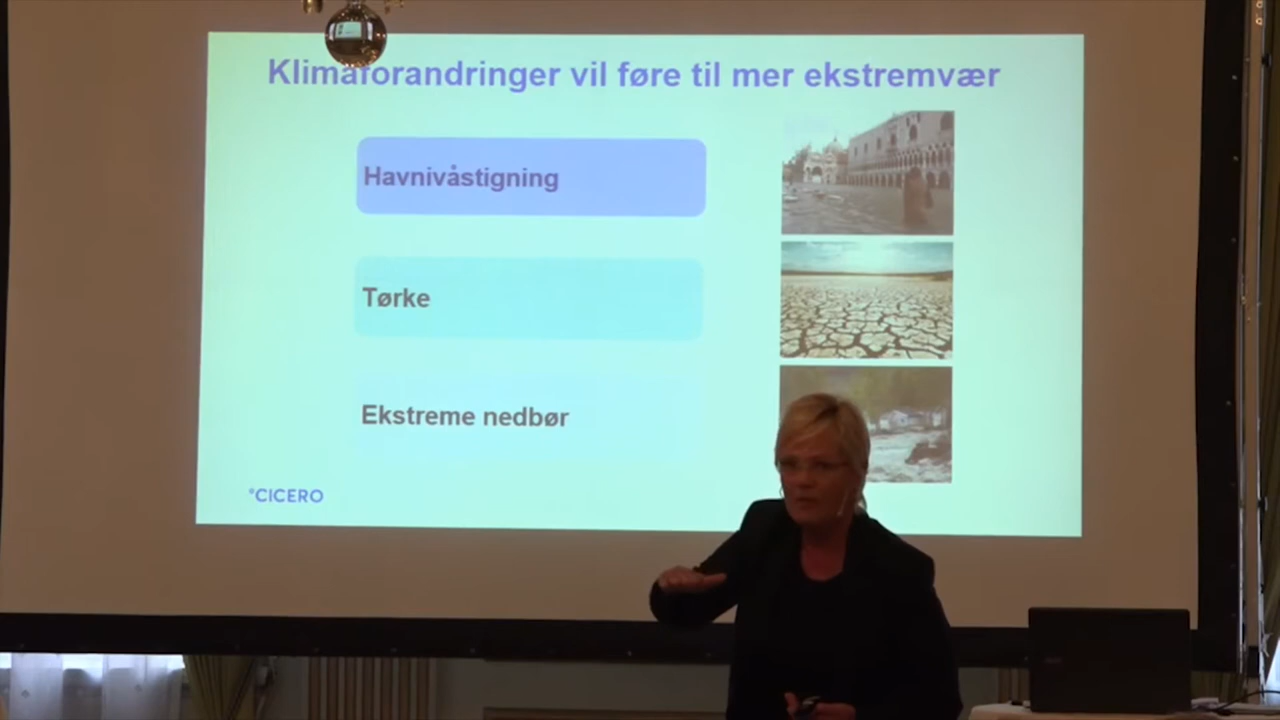 Klimaforandringer vil føre til mer ekstremvær
Havnivåstigning
Tørke
Ekstreme nedbør
°CICERO